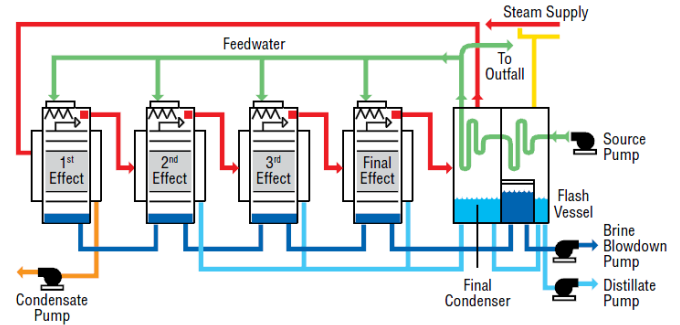 Steam Supply
Feedwater
To
Outfall
1st
Effect
2nd
Effect
3rd
Effect
Final
Effect
Source
Pump
Flash
Vessel
Brine
Blowdown
Pump
Final
Condenser
Distillate
Pump
Condensate
Pump